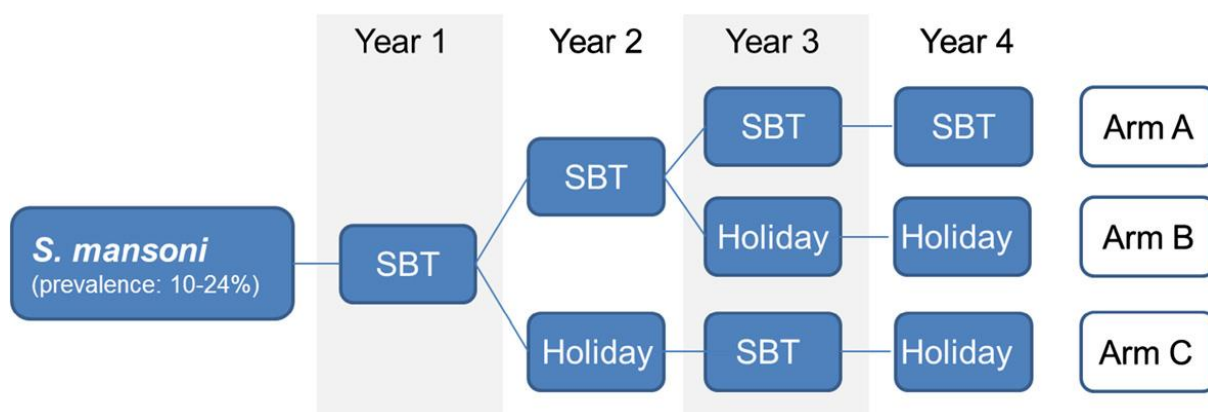 Year 1 Year 2 Year 3 Year 4
SBT SBT Arm A
SBT
S. mansoni
(prevalence: 10-24%)
SBT
Holiday Holiday Arm B
Holiday SBT Holiday Arm C